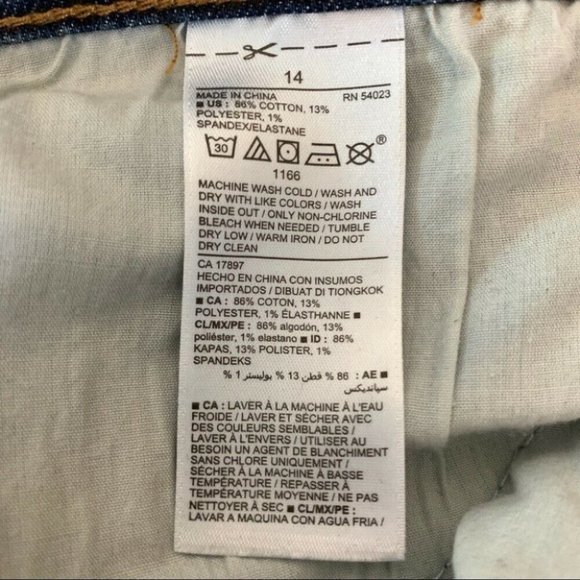 14
MADE IN CHINA RN 54023
■ US : 86% COTTON, 13%
POLYESTER, 1%
SPANDEX/ELASTANE
30 ®
1166
MACHINE WASH COLD / WASH AND
DRY WITH LIKE COLORS / WASH
INSIDE OUT / ONLY NON-CHLORINE
BLEACH WHEN NEEDED / TUMBLE
DRY LOW / WARM IRON / DO NOT
DRY CLEAN
CA 17897
HECHO EN CHINA CON INSUMOS
IMPORTADOS / DIBUAT DI TIONGKOK
■ CA : 86% COTON, 13%
POLYESTER, 1% ÉLASTHANNE ■
CL/MX/PE : 86% algodón, 13%
poliéster, 1% elastano ■ ID : 86%
KAPAS, 13% POLISTER, 1%
SPANDEKS
■ AE : 86 % قطن 13 % بوليستر 1 %
سباندیکس
■ CA : LAVER À LA MACHINE À L'EAU
FROIDE / LAVER ET SÉCHER AVEC
DES COULEURS SEMBLABLES /
LAVER À L'ENVERS / UTILISER AU
BESOIN UN AGENT DE BLANCHIMENT
SANS CHLORE UNIQUEMENT /
SÉCHER À LA MACHINE À BASSE
TEMPÉRATURE / REPASSER À
TEMPÉRATURE MOYENNE / NE PAS
NETTOYER À SEC ■ CL/MX/PE :
LAVAR A MAQUINA CON AGUA FRIA /